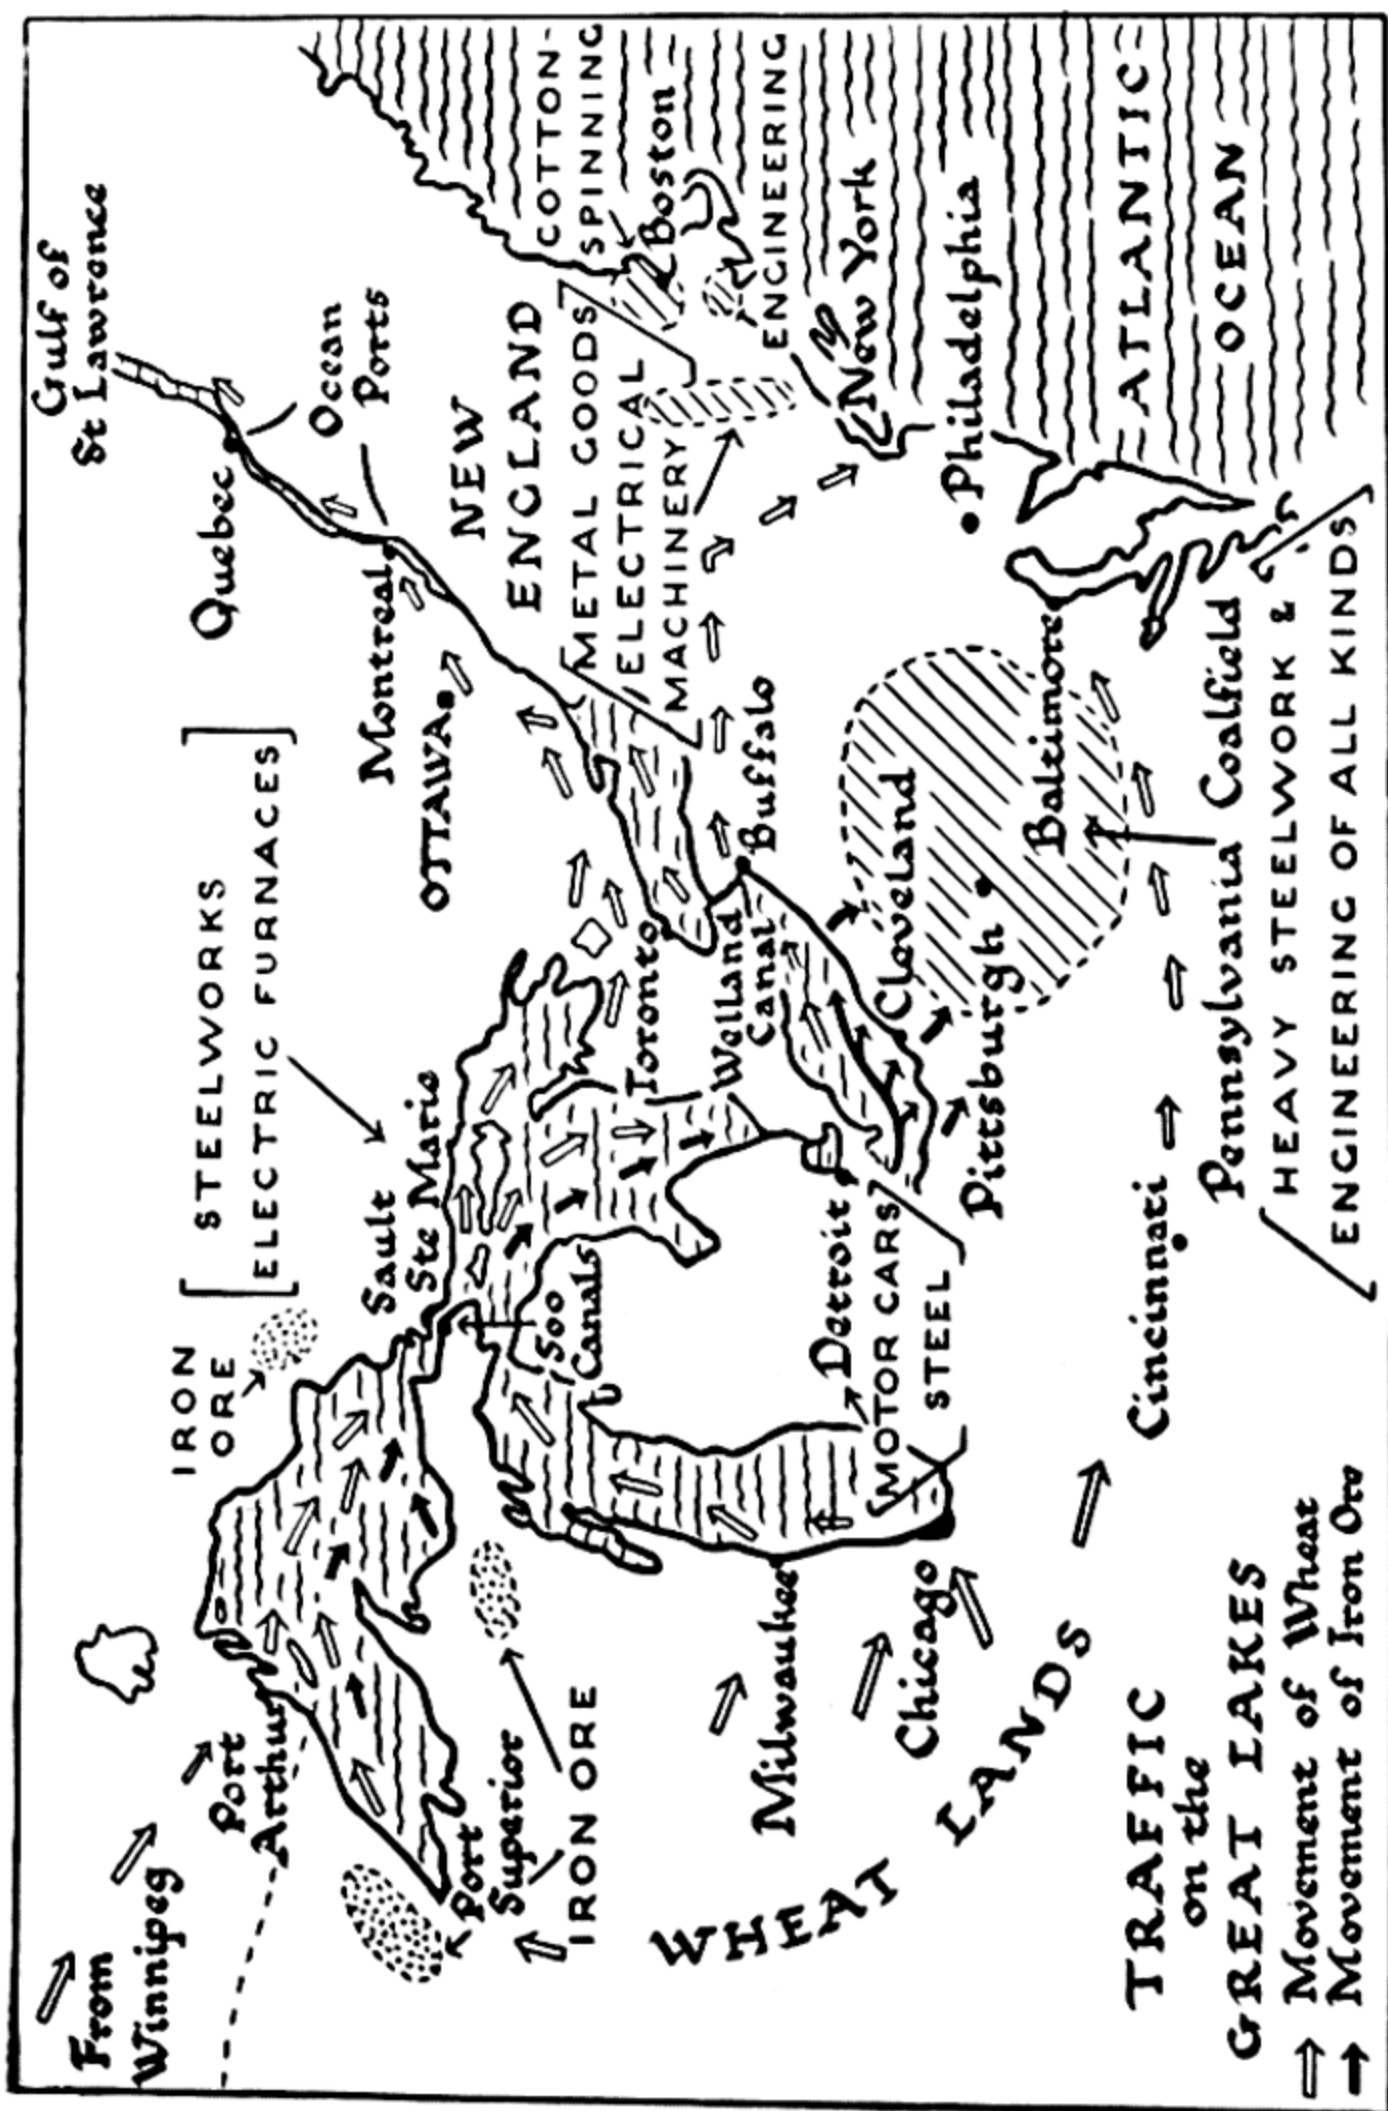 Gulf of
St Lawrence
Quebec
Ocean
Ports
Montreal
OTTAWA
NEW
ENGLAND
COTTON-
SPINNING
Boston
ENGINEERING
METAL GOODS
ELECTRICAL
MACHINERY
New York
Philadelphia
ATLANTIC
OCEAN
STEELWORKS
ELECTRIC FURNACES
IRON
ORE
Sault
Ste Marie
Soo
Canals
Toronto
Welland
Canal
Buffalo
Cleveland
Pittsburgh
Baltimore
Pennsylvania Coalfield
HEAVY STEELWORK &
ENGINEERING OF ALL KINDS
Detroit
MOTOR CARS
STEEL
Cincinnati
From
Winnipeg
Port
Arthur
Port
Superior
IRON ORE
Milwaukee
Chicago
WHEAT LANDS
TRAFFIC
on the
GREAT LAKES
Movement of Wheat
Movement of Iron Ore